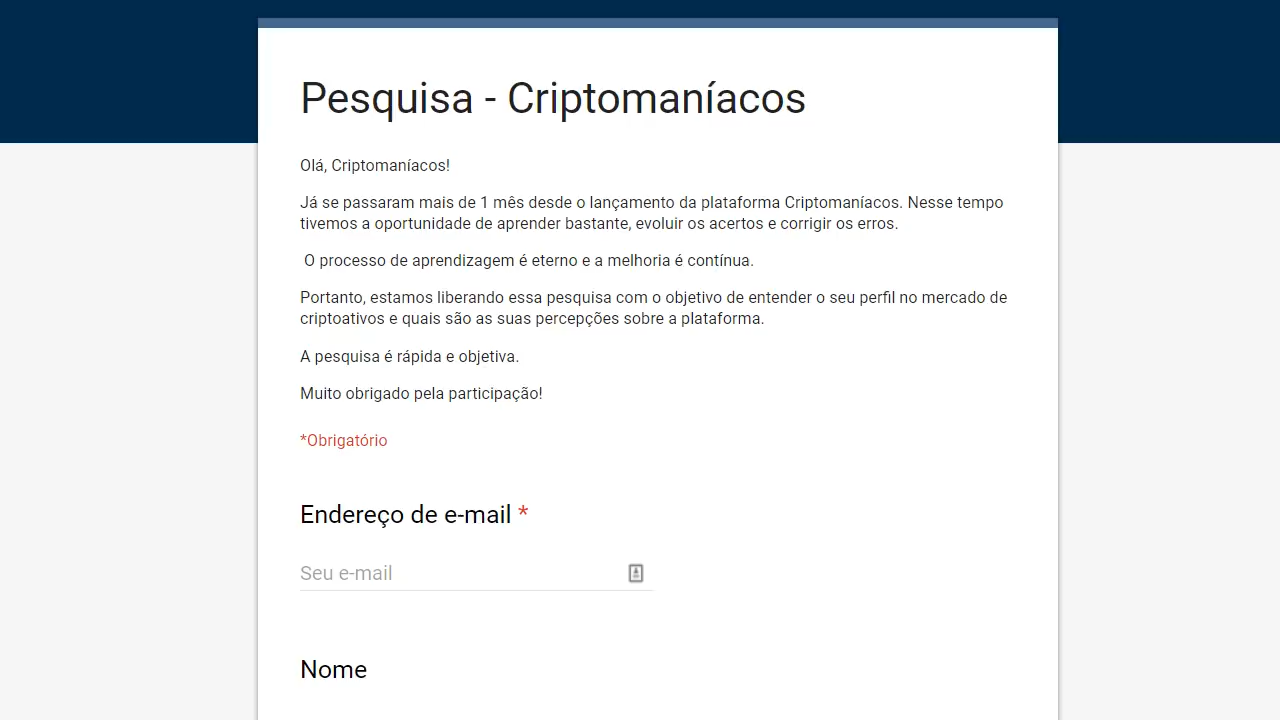 Pesquisa - Criptomaníacos
Olá, Criptomaníacos!
Já se passaram mais de 1 mês desde o lançamento da plataforma Criptomaníacos. Nesse tempo
tivemos a oportunidade de aprender bastante, evoluir os acertos e corrigir os erros.
O processo de aprendizagem é eterno e a melhoria é contínua.
Portanto, estamos liberando essa pesquisa com o objetivo de entender o seu perfil no mercado de
criptoativos e quais são as suas percepções sobre a plataforma.
A pesquisa é rápida e objetiva.
Muito obrigado pela participação!
*Obrigatório
Endereço de e-mail *
Seu e-mail
Nome